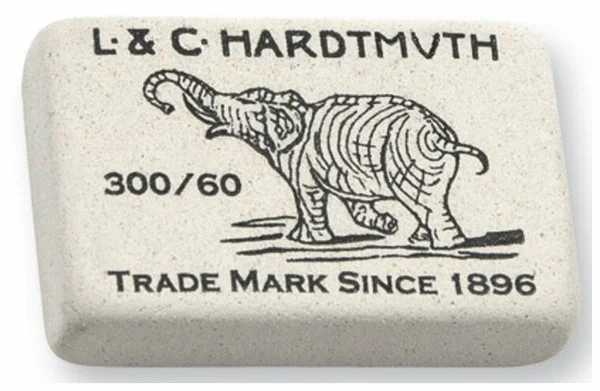 L. & C. HARDTMVTH
300/60
TRADE MARK SINCE 1896